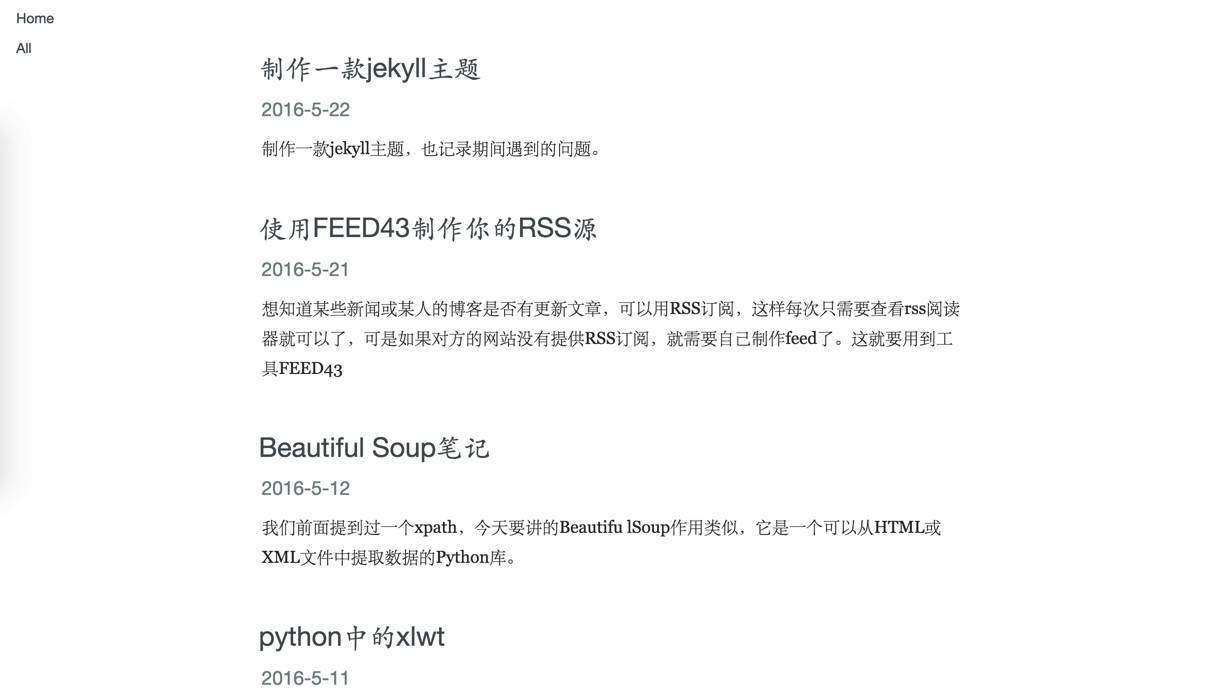 Home
All
制作一款jekyll主题
2016-5-22
制作一款jekyll主题，也记录期间遇到的问题。
使用FEED43制作你的RSS源
2016-5-21
想知道某些新闻或某人的博客是否有更新文章，可以用RSS订阅，这样每次只需要查看rss阅读
器就可以了，可是如果对方的网站没有提供RSS订阅，就需要自己制作feed了。这就要用到工
具FEED43
Beautiful Soup笔记
2016-5-12
我们前面提到过一个xpath，今天要讲的Beautifu lSoup作用类似，它是一个可以从HTML或
XML文件中提取数据的Python库。
python中的xlwt
2016-5-11